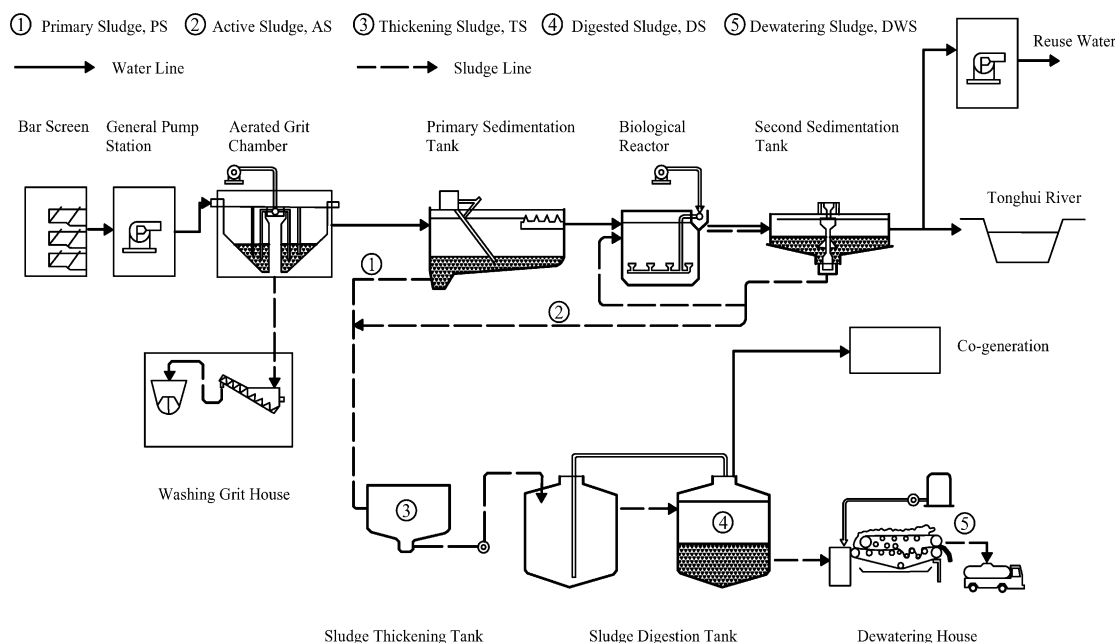 ① Primary Sludge, PS ② Active Sludge, AS ③ Thickening Sludge, TS ④ Digested Sludge, DS ⑤ Dewatering Sludge, DWS
Reuse Water
Water Line
Sludge Line
P
Bar Screen
General Pump
Station
Aerated Grit
Chamber
Primary Sedimentation
Tank
Biological
Reactor
Second Sedimentation
Tank
Tonghui River
P
①
②
Co-generation
Washing Grit House
③
④
⑤
Sludge Thickening Tank
Sludge Digestion Tank
Dewatering House